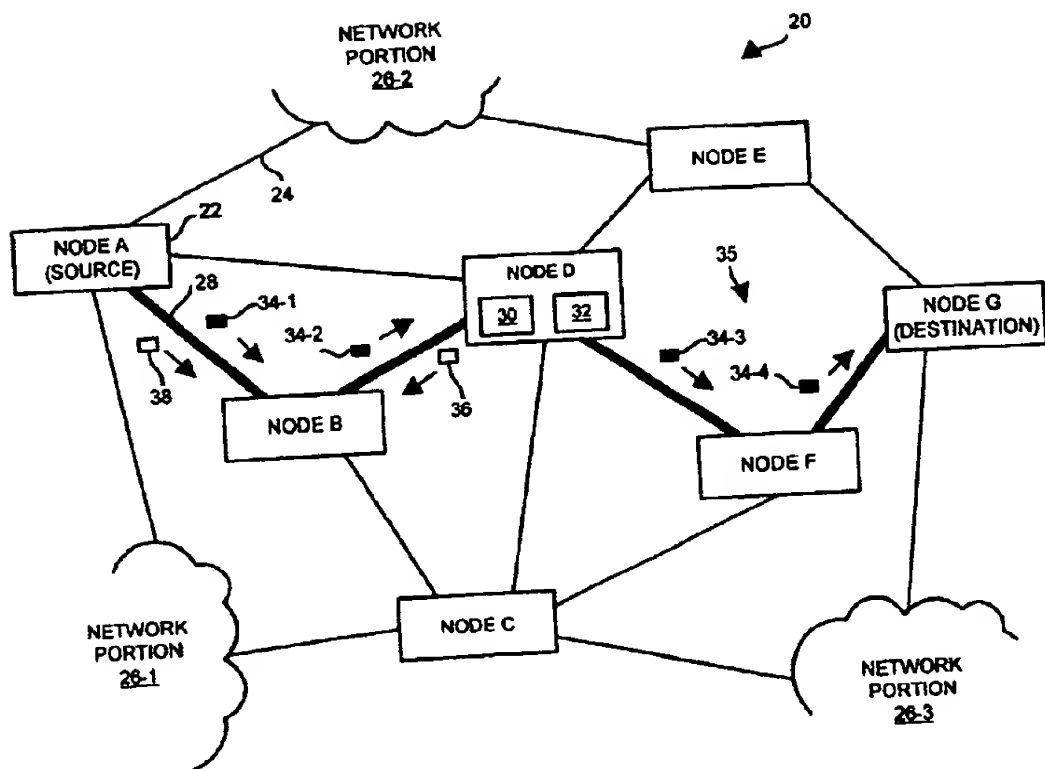 NETWORK
PORTION
26-2
20
NODE E
24
22
NODE A
(SOURCE)
28
34-1
NODE D
30
32
35
NODE G
(DESTINATION)
34-2
34-3
38
36
34-4
NODE B
NODE F
NODE C
NETWORK
PORTION
26-1
NETWORK
PORTION
26-3